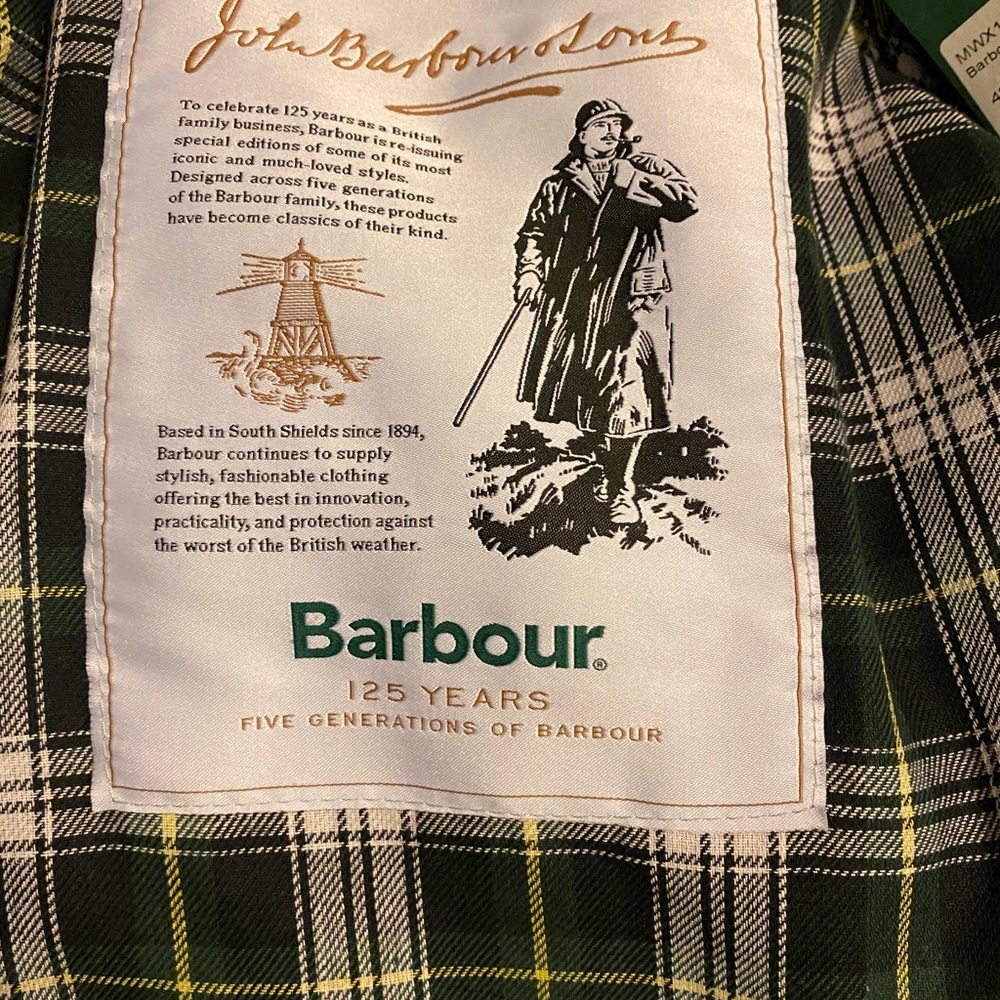 John Barbour & Sons
To celebrate 125 years as a British
family business, Barbour is re-issuing
special editions of some of its most
iconic and much-loved styles.
Designed across five generations
of the Barbour family, these products
have become classics of their kind.
Based in South Shields since 1894,
Barbour continues to supply
stylish, fashionable clothing
offering the best in innovation,
practicality, and protection against
the worst of the British weather.
Barbour®
125 YEARS
FIVE GENERATIONS OF BARBOUR
MWX1
Barb
4